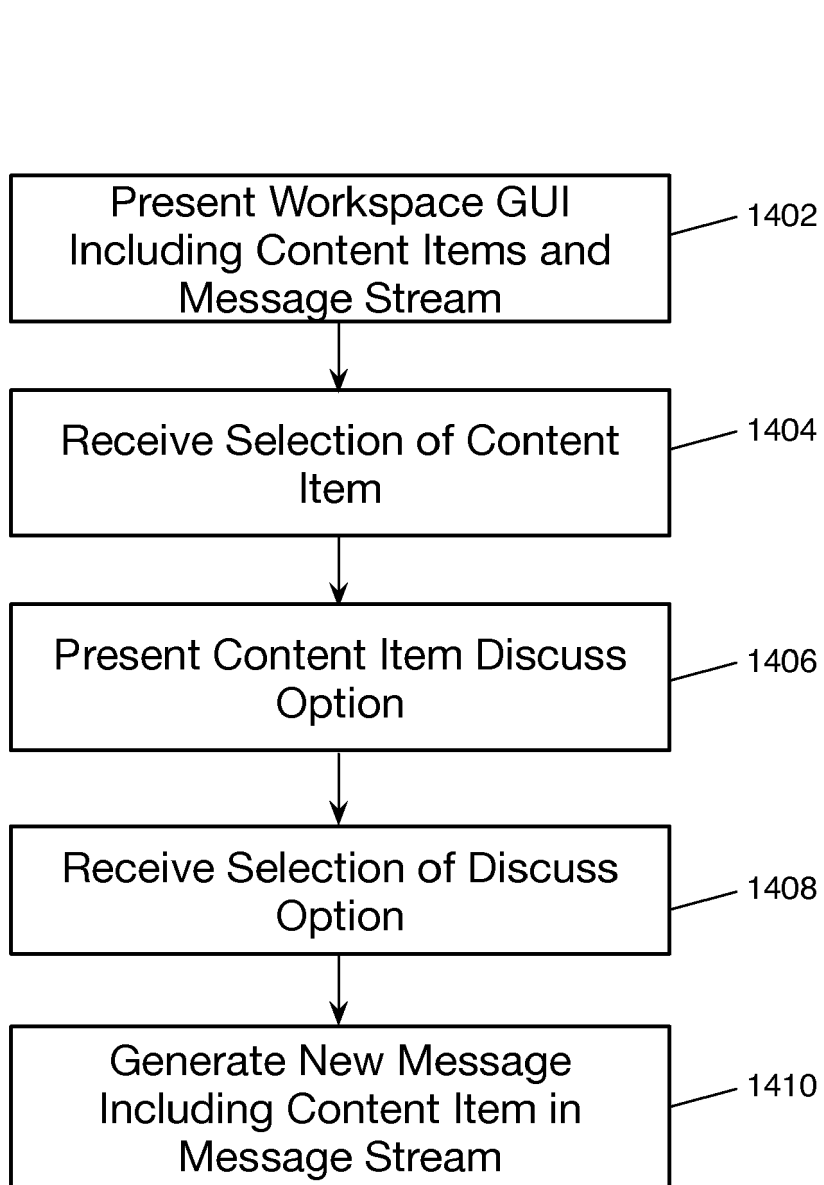 Present Workspace GUI
Including Content Items and
Message Stream
1402
Receive Selection of Content
Item
1404
Present Content Item Discuss
Option
1406
Receive Selection of Discuss
Option
1408
Generate New Message
Including Content Item in
Message Stream
1410